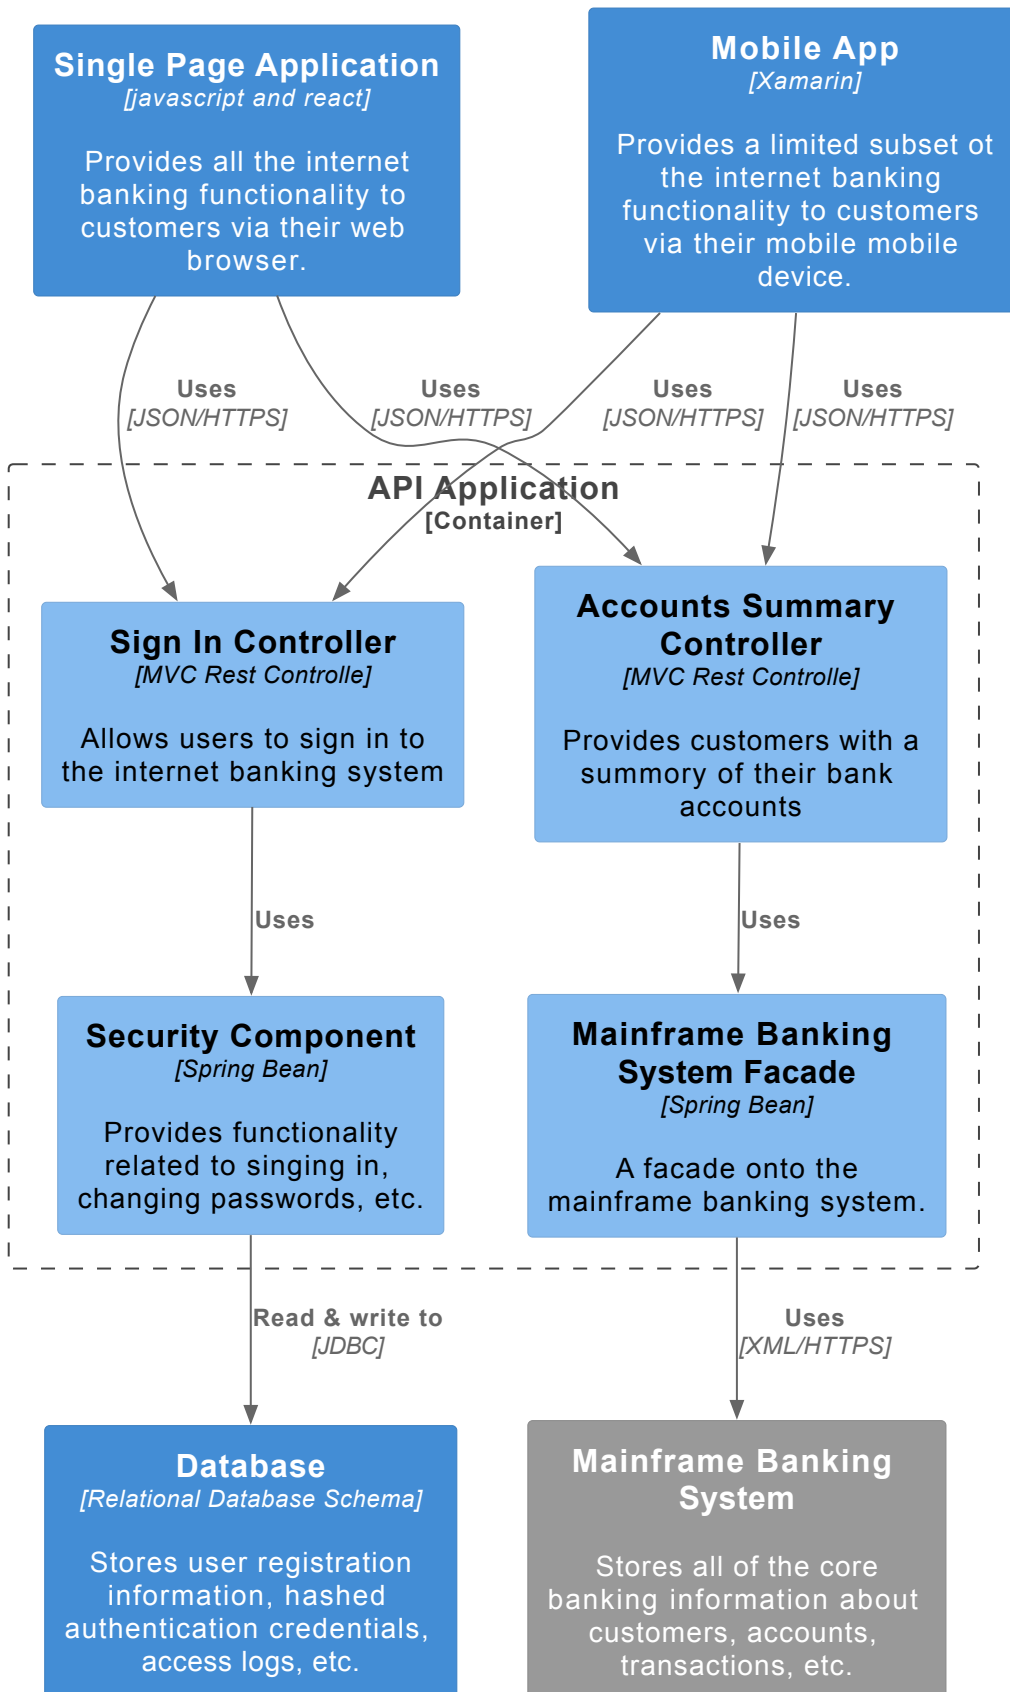 Single Page Application
[javascript and react]
Provides all the internet
banking functionality to
customers via their web
browser.
Mobile App
[Xamarin]
Provides a limited subset ot
the internet banking
functionality to customers
via their mobile mobile
device.
Uses
[JSON/HTTPS]
Uses
[JSON/HTTPS]
Uses
[JSON/HTTPS]
Uses
[JSON/HTTPS]
API Application
[Container]
Sign In Controller
[MVC Rest Controlle]
Allows users to sign in to
the internet banking system
Accounts Summary
Controller
[MVC Rest Controlle]
Provides customers with a
summory of their bank
accounts
Uses
Uses
Security Component
[Spring Bean]
Provides functionality
related to singing in,
changing passwords, etc.
Mainframe Banking
System Facade
[Spring Bean]
A facade onto the
mainframe banking system.
Read & write to
[JDBC]
Uses
[XML/HTTPS]
Database
[Relational Database Schema]
Stores user registration
information, hashed
authentication credentials,
access logs, etc.
Mainframe Banking
System
Stores all of the core
banking information about
customers, accounts,
transactions, etc.